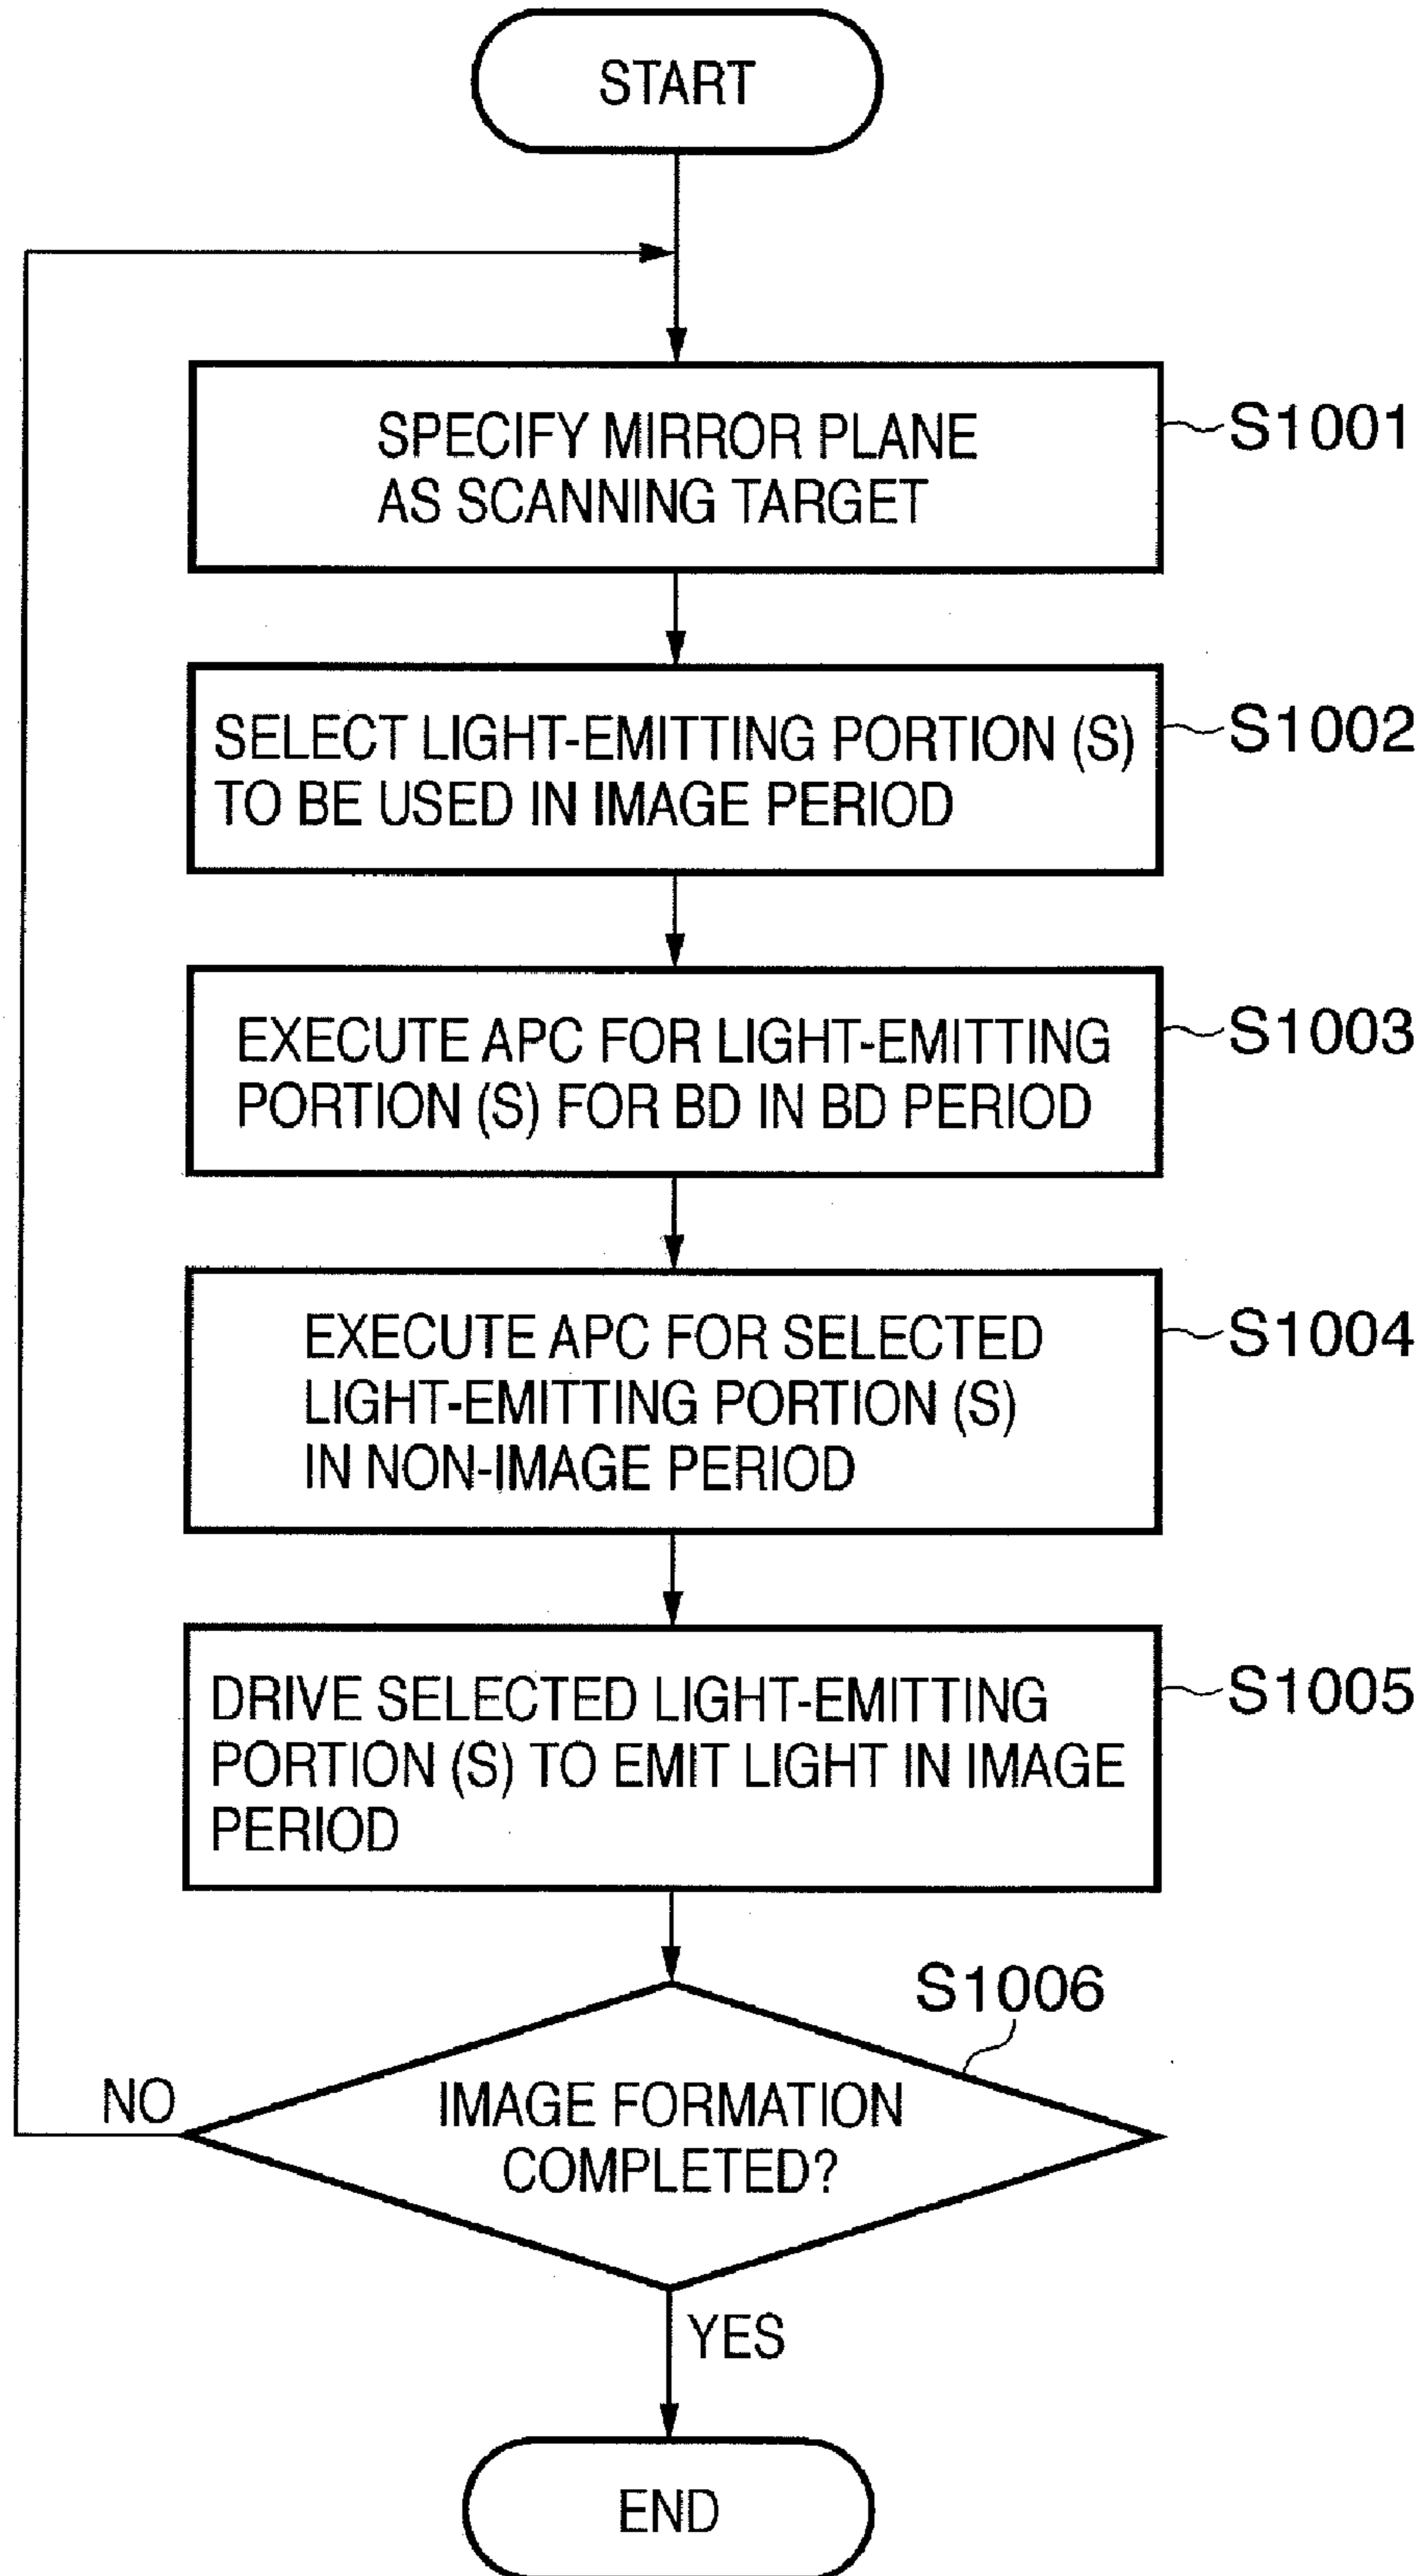 START
SPECIFY MIRROR PLANE
AS SCANNING TARGET
S1001
SELECT LIGHT-EMITTING PORTION (S)
TO BE USED IN IMAGE PERIOD
S1002
EXECUTE APC FOR LIGHT-EMITTING
PORTION (S) FOR BD IN BD PERIOD
S1003
EXECUTE APC FOR SELECTED
LIGHT-EMITTING PORTION (S)
IN NON-IMAGE PERIOD
S1004
DRIVE SELECTED LIGHT-EMITTING
PORTION (S) TO EMIT LIGHT IN IMAGE
PERIOD
S1005
S1006
IMAGE FORMATION
COMPLETED?
NO
YES
END